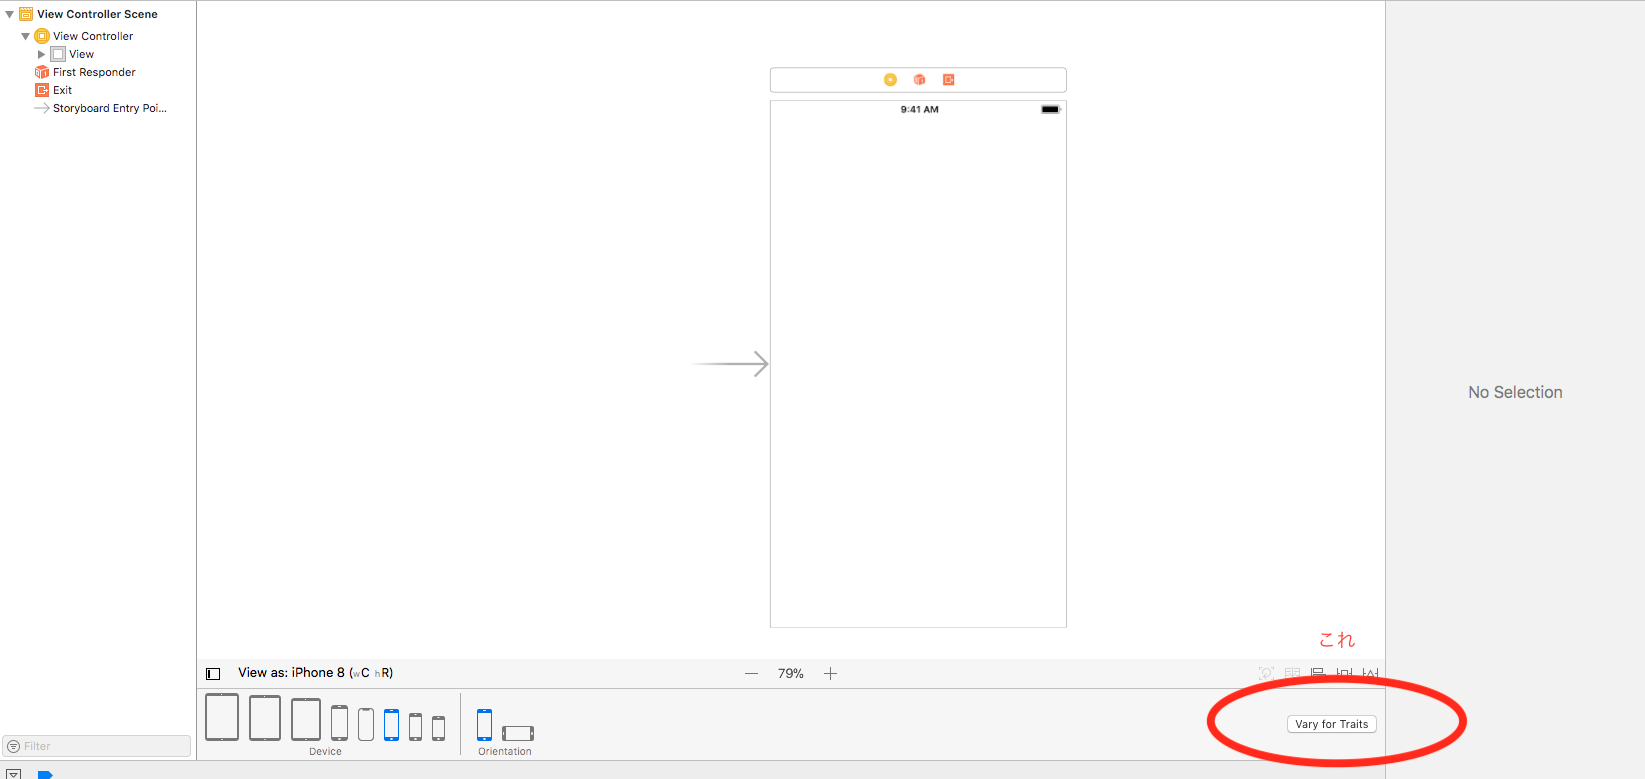 View Controller Scene
View Controller
View
First Responder
Exit
Storyboard Entry Poi...
Filter
9:41 AM
これ
View as: iPhone 8 (wC hR)
79%
Device
Orientation
Vary for Traits
No Selection